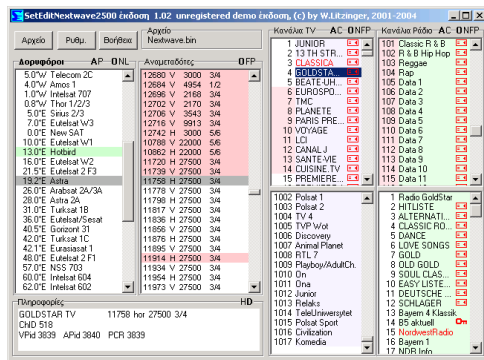 SetEditNextwave2500 έκδοση 1.02 unregistered demo έκδοση, (c) by W.Litzinger, 2001-2004
Αρχείο Ρυθμ. Βοήθεια
Αρχείο
Nextwave.bin
Δορυφόροι AP ONL
5.0°W Telecom 2C
4.0°W Amos 1
1.0°W Intelsat 707
0.8°W Thor 1/2/3
5.0°E Sirius 2/3
7.0°E Eutelsat W3
0.0°E New SAT
10.0°E Eutelsat W1
13.0°E Hotbird
16.0°E Eutelsat W2
21.5°E Eutelsat 2 F3
19.2°E Astra
26.0°E Arabsat 2A/3A
28.0°E Astra 2A
31.0°E Turksat 1B
36.0°E Eutelsat/Sesat
40.5°E Gorizont 31
42.0°E Turksat 1C
42.1°E Eurasiasat 1
48.0°E Eutelsat 2 F1
57.0°E NSS 703
60.0°E Intelsat 604
62.0°E Intelsat 602
Αναμεταδότες OFP
12680 V 3000 3/4
12684 V 4954 1/2
12696 V 2168 3/4
12702 V 2170 3/4
12706 V 3543 3/4
12716 V 9913 3/4
12742 H 3000 5/6
10788 V 22000 5/6
10862 H 22000 5/6
11720 H 27500 3/4
11739 V 27500 3/4
11758 H 27500 3/4
11778 V 27500 3/4
11798 H 27500 3/4
11817 V 27500 3/4
11836 H 27500 3/4
11856 V 27500 3/4
11876 H 27500 3/4
11895 V 27500 3/4
11914 H 27500 3/4
11934 V 27500 3/4
11954 H 27500 3/4
11973 V 27500 3/4
Κανάλια TV AC ONFP
1 JUNIOR
2 13 TH STR...
3 CLASSICA
4 GOLDSTA...
5 BEATE-UH...
6 EUROSPO...
7 TMC
8 PLANETE
9 PARIS PRE...
10 VOYAGE
11 LCI
12 CANAL J
13 SANTE-VIE
14 CUISINE.TV
15 PREMIERE...
Κανάλια Ράδιο AC ONFP
101 Classic R & B
102 R & B
103 Reggae
104 Rap
105 Data 1
106 Data 2
107 Data 3
108 Data 4
109 Data 5
110 Data 6
111 Data 7
112 Data 8
113 Data 9
114 Data 10
115 Data 11
1002 Polsat 1
1003 Polsat 2
1004 TV 4
1005 TVP Wot
1006 Discovery
1007 Animal Planet
1008 RTL 7
1009 Playboy/AdultCh.
1010 On
1011 Ona
1012 Junior
1013 Relaks
1014 TeleUniwersytet
1015 Polsat Sport
1016 Civilization
1017 Komedia
1 Radio GoldStar
2 HITLISTE
3 ALTERNATI...
4 CLASSIC RO...
5 DANCE
6 LOVE SONGS
7 GOLD
8 OLD GOLD
9 SOUL CLAS...
10 EASY LISTE...
11 DEUTSCHE ...
12 SCHLAGER
13 Bayern 4 Klassik
14 B5 aktuell
15 NordwestRadio
16 Bayern 1
17 NDR Info
Πληροφορίες HD
GOLDSTAR TV 11758 hor 27500 3/4
CND 518
VPid 3839 APid 3840 PCR 3839